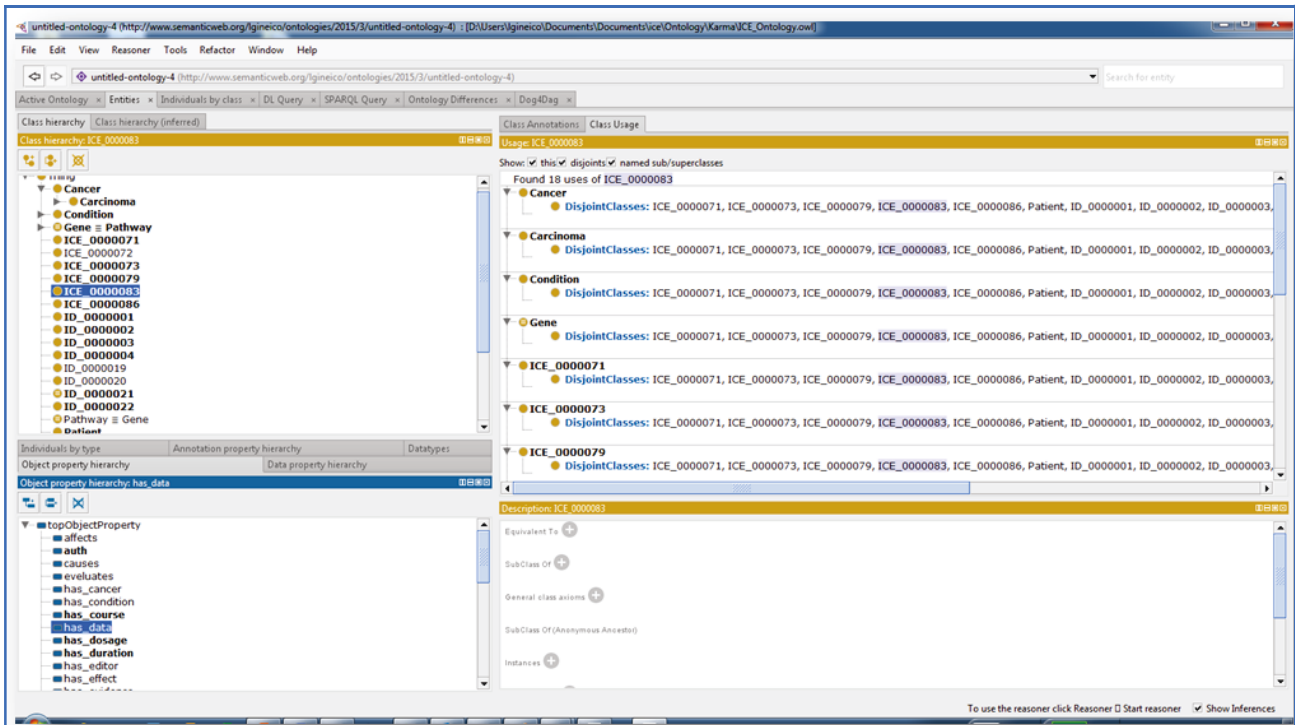 untitled-ontology-4 (http://www.semanticweb.org/lgineico/ontologies/2015/3/untitled-ontology-4) : [D:\Users\lgineico\Documents\Documents\ice\Ontology\Karma\ICE_Ontology.owl]
File Edit View Reasoner Tools Refactor Window Help
untitled-ontology-4 (http://www.semanticweb.org/lgineico/ontologies/2015/3/untitled-ontology-4)
Search for entity
Active Ontology × Entities × Individuals by class × DL Query × SPARQL Query × Ontology Differences × Dog4Dag ×
Class hierarchy Class hierarchy (inferred)
Class hierarchy: ICE_0000083
Thing
Cancer
Carcinoma
Condition
Gene ≡ Pathway
ICE_0000071
ICE_0000072
ICE_0000073
ICE_0000079
ICE_0000083
ICE_0000086
ID_0000001
ID_0000002
ID_0000003
ID_0000004
ID_0000019
ID_0000020
ID_0000021
ID_0000022
Pathway ≡ Gene
Patient
Individuals by type Annotation property hierarchy Datatypes
Object property hierarchy Data property hierarchy
Object property hierarchy: has_data
topObjectProperty
affects
auth
causes
eveluates
has_cancer
has_condition
has_course
has_data
has_dosage
has_duration
has_editor
has_effect
has_evidence
Class Annotations Class Usage
Usage: ICE_0000083
Show: this disjoints named sub/superclasses
Found 18 uses of ICE_0000083
Cancer
DisjointClasses: ICE_0000071, ICE_0000073, ICE_0000079, ICE_0000083, ICE_0000086, Patient, ID_0000001, ID_0000002, ID_0000003,
Carcinoma
DisjointClasses: ICE_0000071, ICE_0000073, ICE_0000079, ICE_0000083, ICE_0000086, Patient, ID_0000001, ID_0000002, ID_0000003,
Condition
DisjointClasses: ICE_0000071, ICE_0000073, ICE_0000079, ICE_0000083, ICE_0000086, Patient, ID_0000001, ID_0000002, ID_0000003,
Gene
DisjointClasses: ICE_0000071, ICE_0000073, ICE_0000079, ICE_0000083, ICE_0000086, Patient, ID_0000001, ID_0000002, ID_0000003,
ICE_0000071
DisjointClasses: ICE_0000071, ICE_0000073, ICE_0000079, ICE_0000083, ICE_0000086, Patient, ID_0000001, ID_0000002, ID_0000003,
ICE_0000073
DisjointClasses: ICE_0000071, ICE_0000073, ICE_0000079, ICE_0000083, ICE_0000086, Patient, ID_0000001, ID_0000002, ID_0000003,
ICE_0000079
DisjointClasses: ICE_0000071, ICE_0000073, ICE_0000079, ICE_0000083, ICE_0000086, Patient, ID_0000001, ID_0000002, ID_0000003,
Description: ICE_0000083
Equivalent To
SubClass Of
General class axioms
SubClass Of (Anonymous Ancestor)
Instances
To use the reasoner click Reasoner ▯ Start reasoner Show Inferences